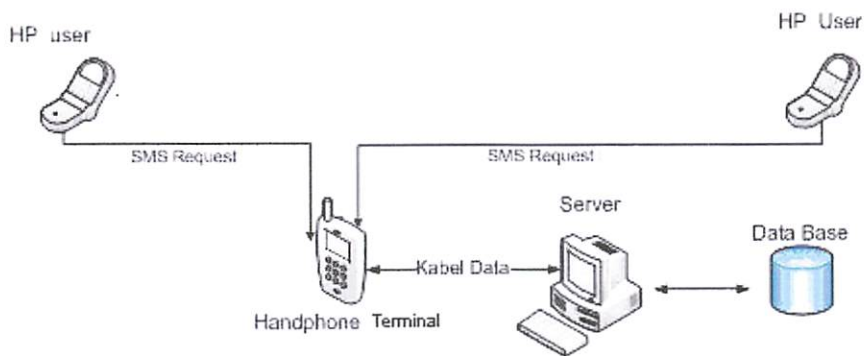 HP user
HP User
SMS Request
SMS Request
Server
Data Base
Kabel Data
Handphone Terminal